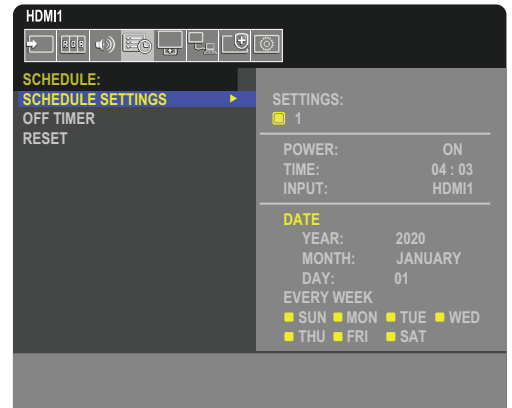 HDMI1
R G B
SCHEDULE:
SCHEDULE SETTINGS
OFF TIMER
RESET
SETTINGS:
1
POWER: ON
TIME: 04 : 03
INPUT: HDMI1
DATE
YEAR: 2020
MONTH: JANUARY
DAY: 01
EVERY WEEK
SUN MON TUE WED
THU FRI SAT